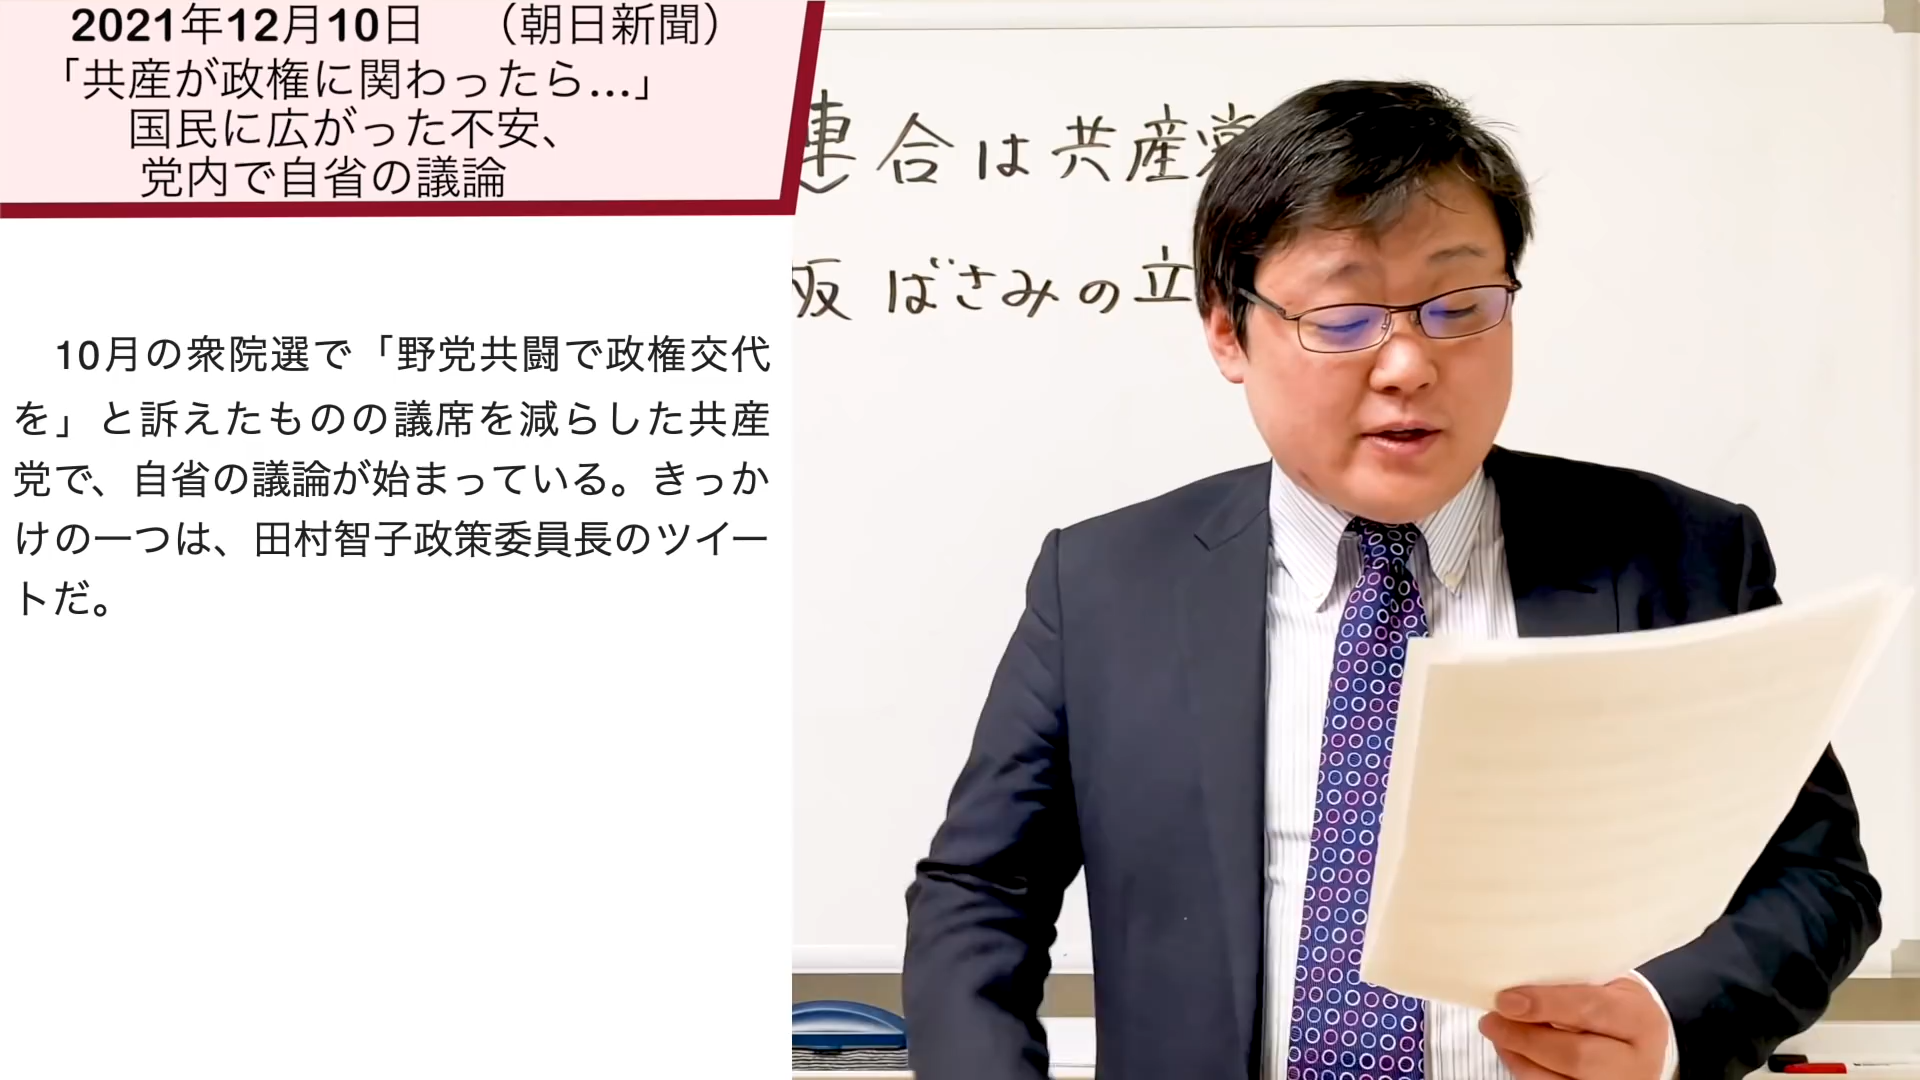 2021年12月10日　（朝日新聞）
「共産が政権に関わったら…」
国民に広がった不安、
党内で自省の議論
10月の衆院選で「野党共闘で政権交代
を」と訴えたものの議席を減らした共産
党で、自省の議論が始まっている。きっか
けの一つは、田村智子政策委員長のツイー
トだ。
連合は共産党
板ばさみの立